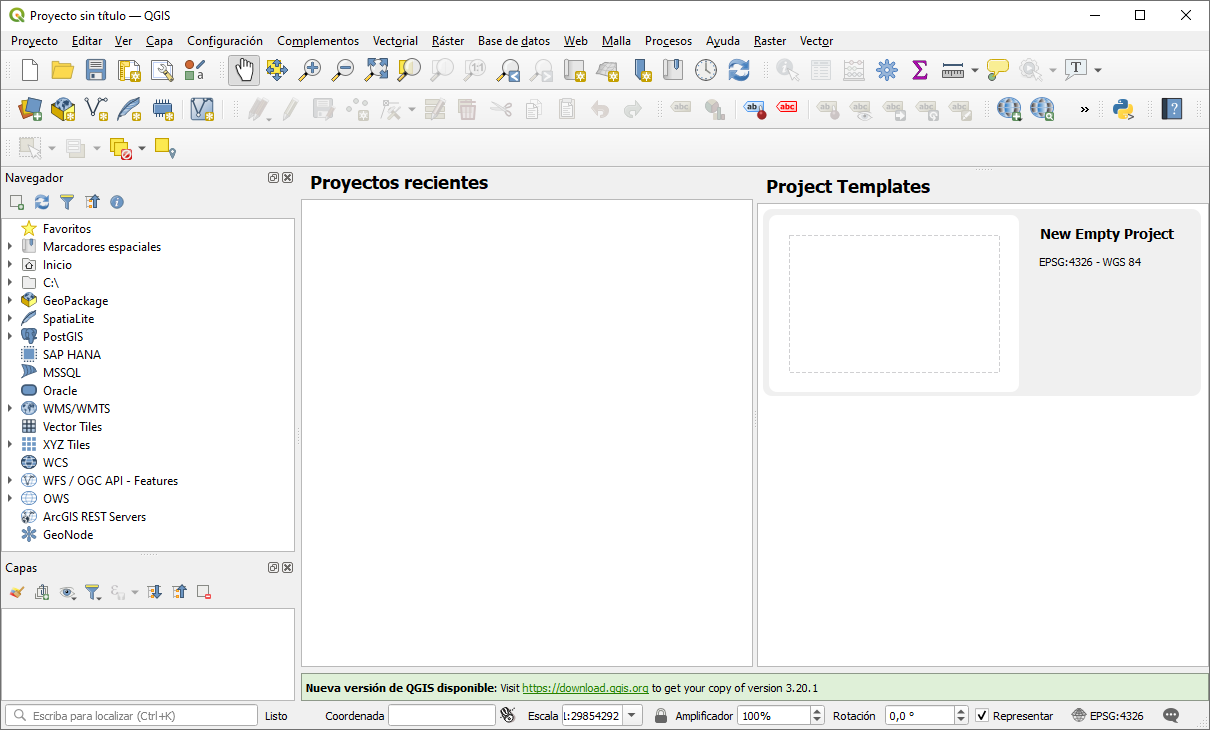 Proyecto sin título — QGIS
Proyecto Editar Ver Capa Configuración Complementos Vectorial Ráster Base de datos Web Malla Procesos Ayuda Raster Vector
Navegador
Favoritos
Marcadores espaciales
Inicio
C:\
GeoPackage
SpatiaLite
PostGIS
SAP HANA
MSSQL
Oracle
WMS/WMTS
Vector Tiles
XYZ Tiles
WCS
WFS / OGC API - Features
OWS
ArcGIS REST Servers
GeoNode
Capas
Proyectos recientes
Project Templates
New Empty Project
EPSG:4326 - WGS 84
Nueva versión de QGIS disponible: Visit https://download.qgis.org to get your copy of version 3.20.1
Escriba para localizar (Ctrl+K) Listo Coordenada Escala 1:29854292 Amplificador 100% Rotación 0,0 ° Representar EPSG:4326